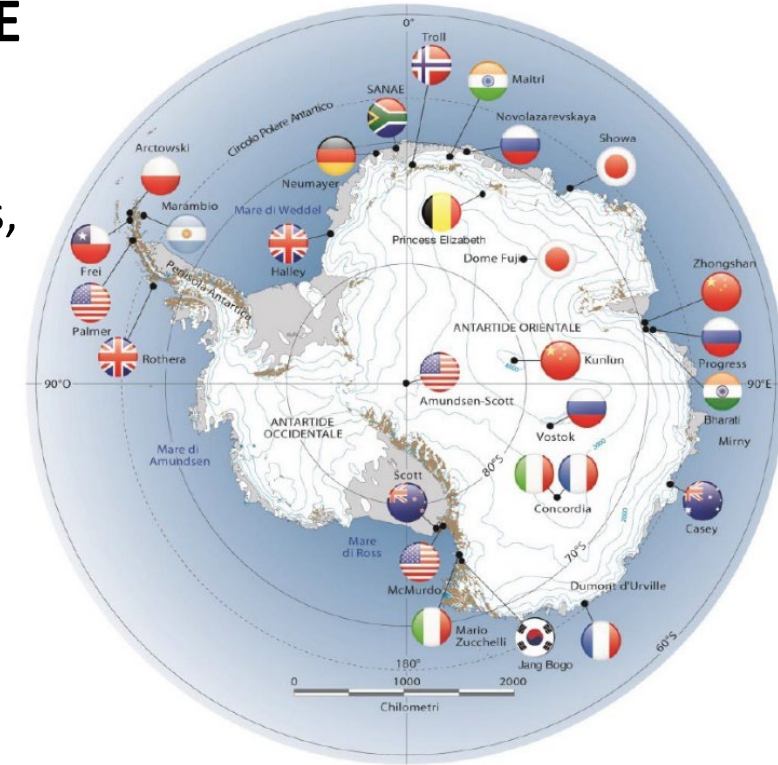 E
s,
0°
Troll
Maitri
SANAE
Novolazarevskaya
Circolo Polare Antartico
Showa
Arctowski
Neumayer
Marambio
Mare di Weddel
Princess Elizabeth
Halley
Dome Fuji
Zhongshan
Frei
Penisola Antartica
ANTARTIDE ORIENTALE
Palmer
Rothera
Kunlun
Progress
90°O
Amundsen-Scott
90°E
Bharati
ANTARTIDE
OCCIDENTALE
Vostok
Mirny
Mare di
Amundsen
80°S
Scott
Concordia
Casey
Mare
di Ross
70°S
McMurdo
Dumont d'Urville
Mario
Zucchelli
Jang Bogo
60°S
180°
0 1000 2000
Chilometri